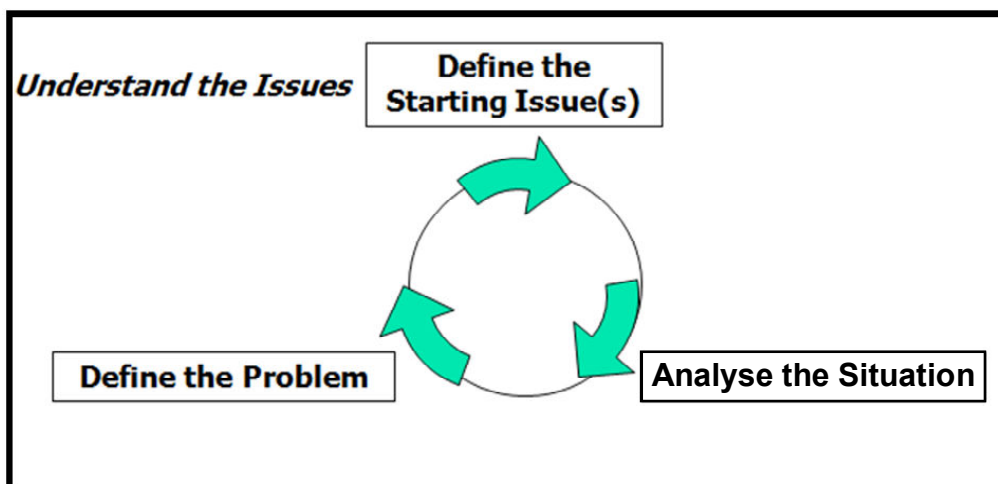 Understand the Issues
Define the
Starting Issue(s)
Define the Problem
Analyse the Situation